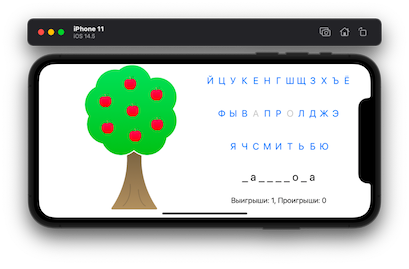 iPhone 11
iOS 14.5
Й Ц У К Е Н Г Ш Щ З Х Ъ Ё
Ф Ы В А П Р О Л Д Ж Э
Я Ч С М И Т Ь Б Ю
_ а _ _ _ _ о _ а
Выигрыши: 1, Проигрыши: 0